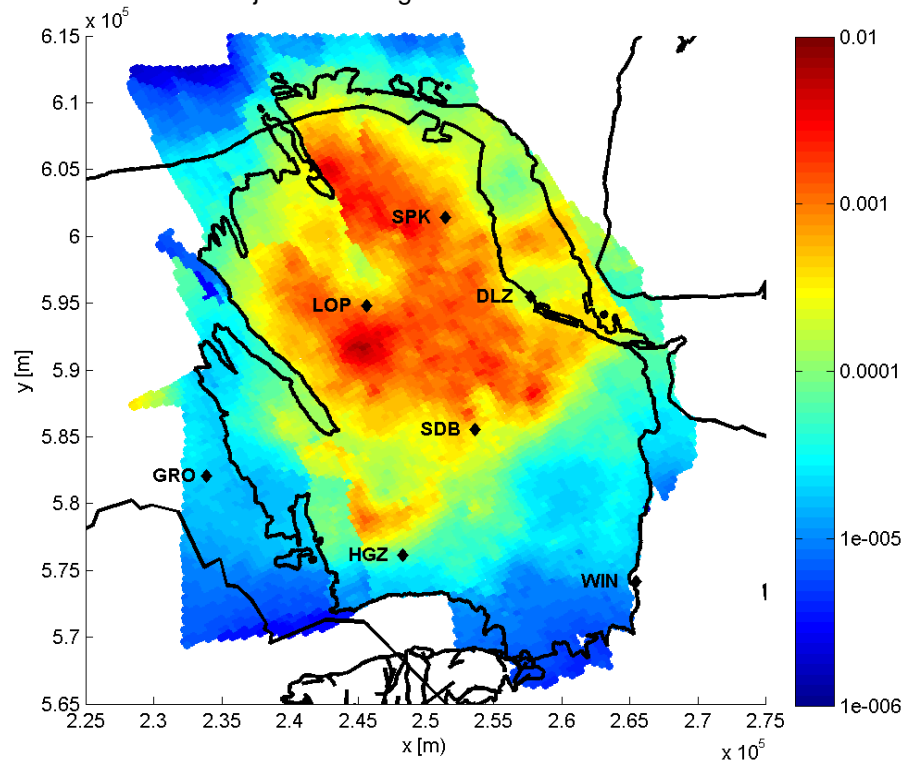 x 10⁵
6.15
6.1
6.05
6
5.95
5.9
5.85
5.8
5.75
5.7
5.65
y [m]
SPK
LOP
DLZ
SDB
GRO
HGZ
WIN
2.25 2.3 2.35 2.4 2.45 2.5 2.55 2.6 2.65 2.7 2.75
x [m]
x 10⁵
0.01
0.001
0.0001
1e-005
1e-006